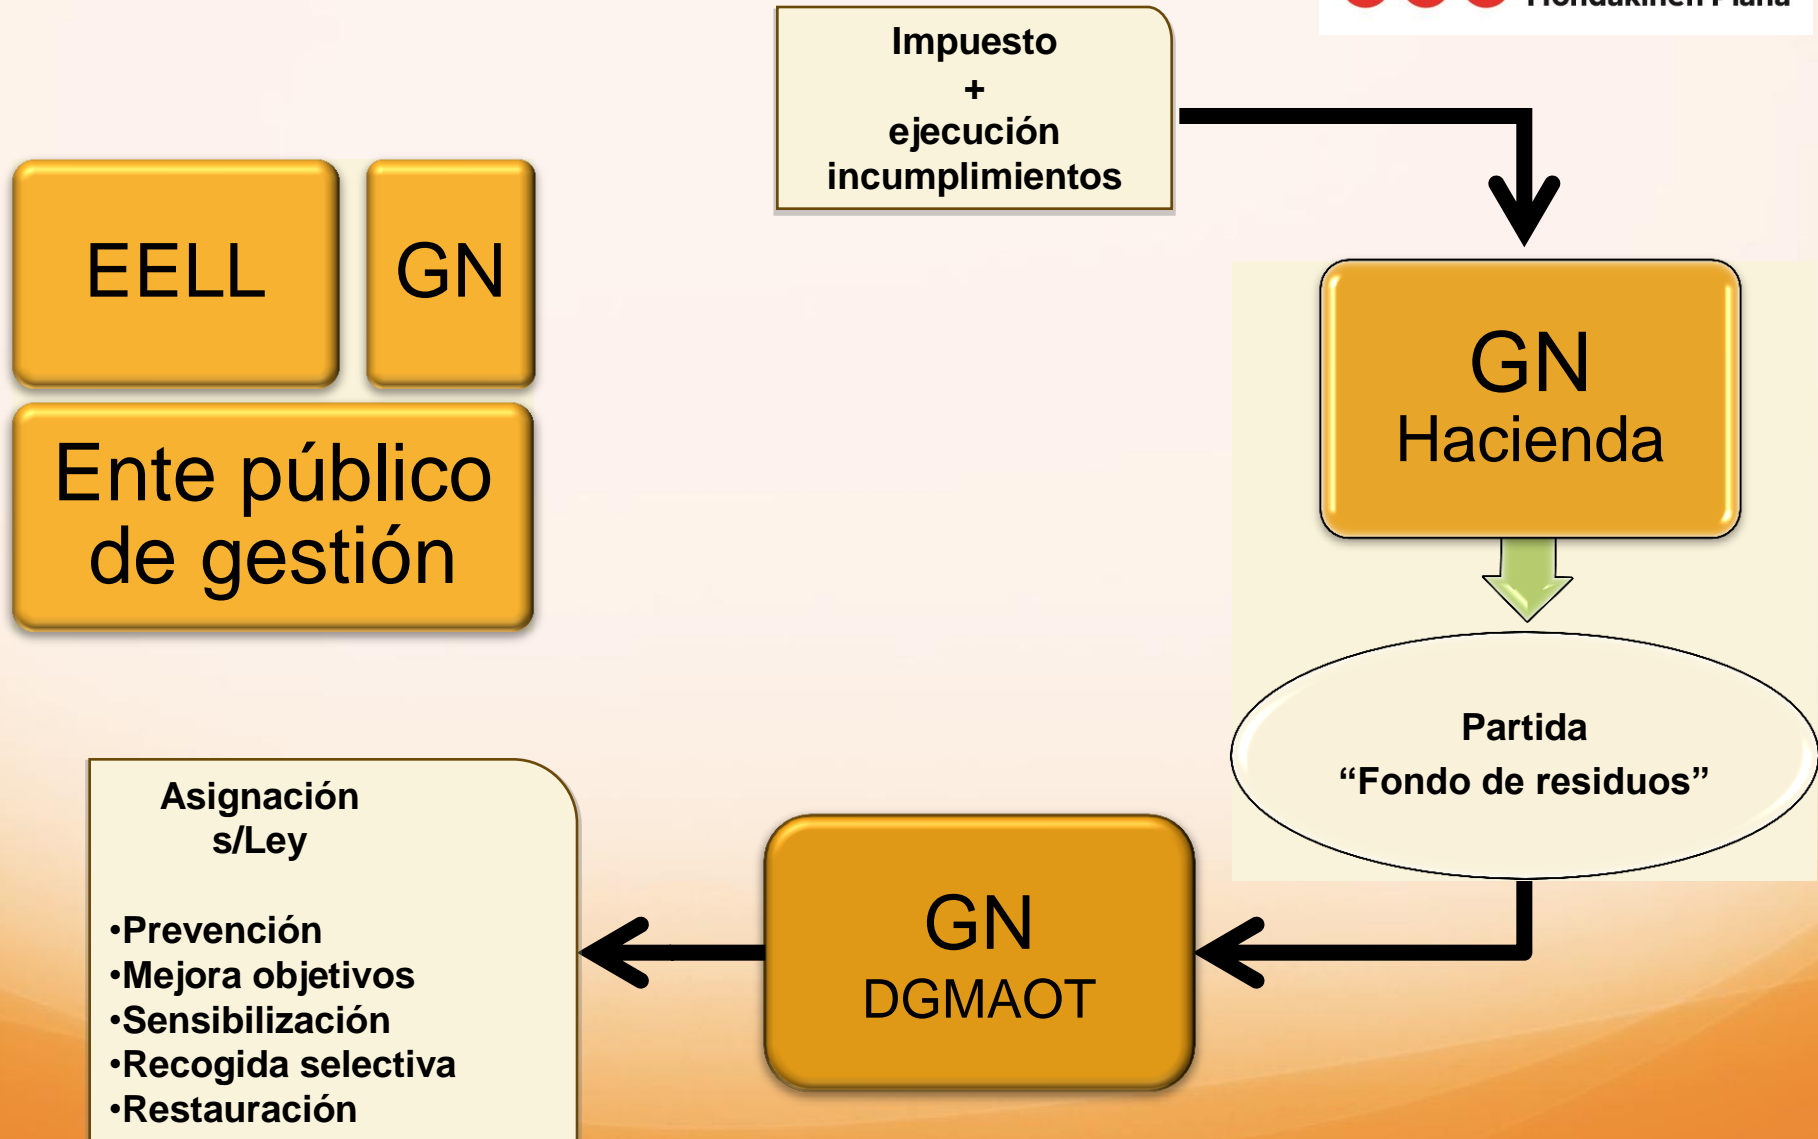 Impuesto
+
ejecución
incumplimientos
EELL
GN
Ente público
de gestión
GN
Hacienda
Partida
“Fondo de residuos”
GN
DGMAOT
Asignación
s/Ley
•Prevención
•Mejora objetivos
•Sensibilización
•Recogida selectiva
•Restauración